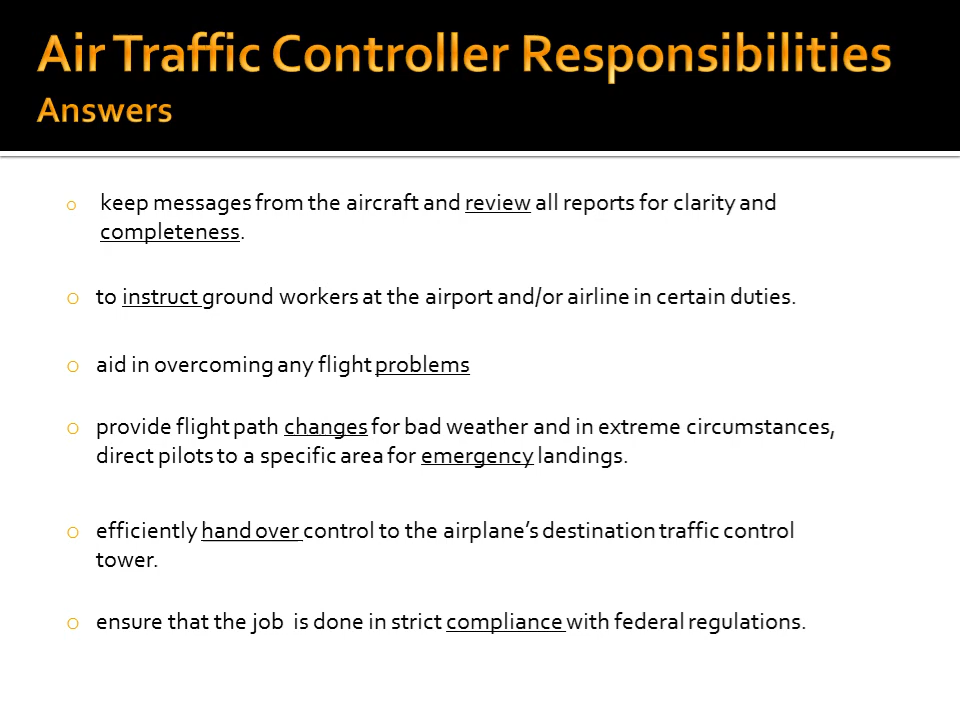 Air Traffic Controller Responsibilities
Answers
o keep messages from the aircraft and review all reports for clarity and
completeness.
o to instruct ground workers at the airport and/or airline in certain duties.
o aid in overcoming any flight problems
o provide flight path changes for bad weather and in extreme circumstances,
direct pilots to a specific area for emergency landings.
o efficiently hand over control to the airplane’s destination traffic control
tower.
o ensure that the job  is done in strict compliance with federal regulations.